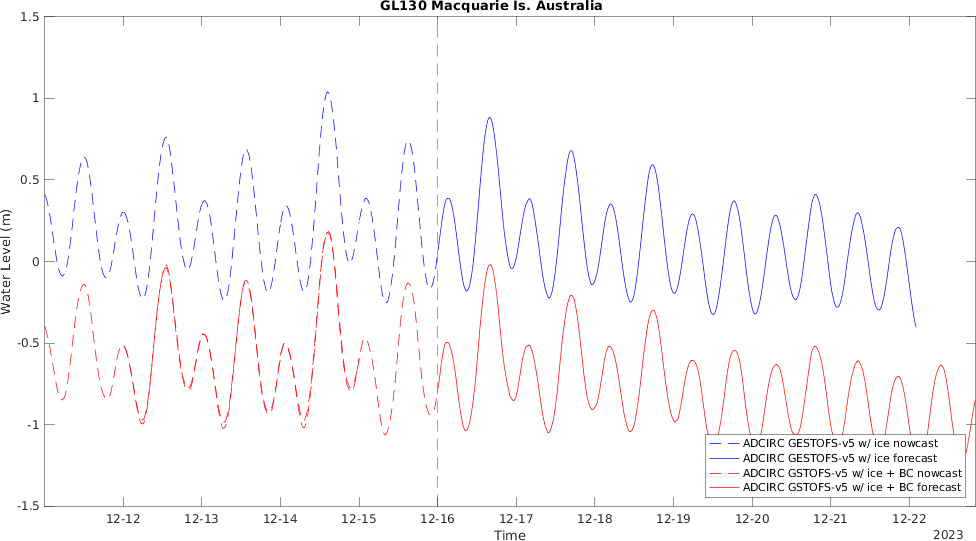 GL130 Macquarie Is. Australia
1.5
1
0.5
0
-0.5
-1
-1.5
Water Level (m)
12-12
12-13
12-14
12-15
12-16
12-17
12-18
12-19
12-20
12-21
12-22
Time
2023
ADCIRC GESTOFS-v5 w/ ice nowcast
ADCIRC GESTOFS-v5 w/ ice forecast
ADCIRC GSTOFS-v5 w/ ice + BC nowcast
ADCIRC GSTOFS-v5 w/ ice + BC forecast